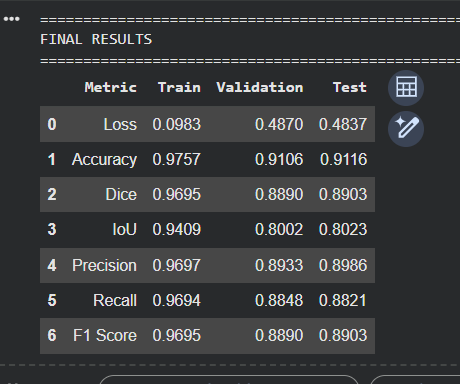 ================================================
FINAL RESULTS
================================================
Metric Train Validation Test
0 Loss 0.0983 0.4870 0.4837
1 Accuracy 0.9757 0.9106 0.9116
2 Dice 0.9695 0.8890 0.8903
3 IoU 0.9409 0.8002 0.8023
4 Precision 0.9697 0.8933 0.8986
5 Recall 0.9694 0.8848 0.8821
6 F1 Score 0.9695 0.8890 0.8903